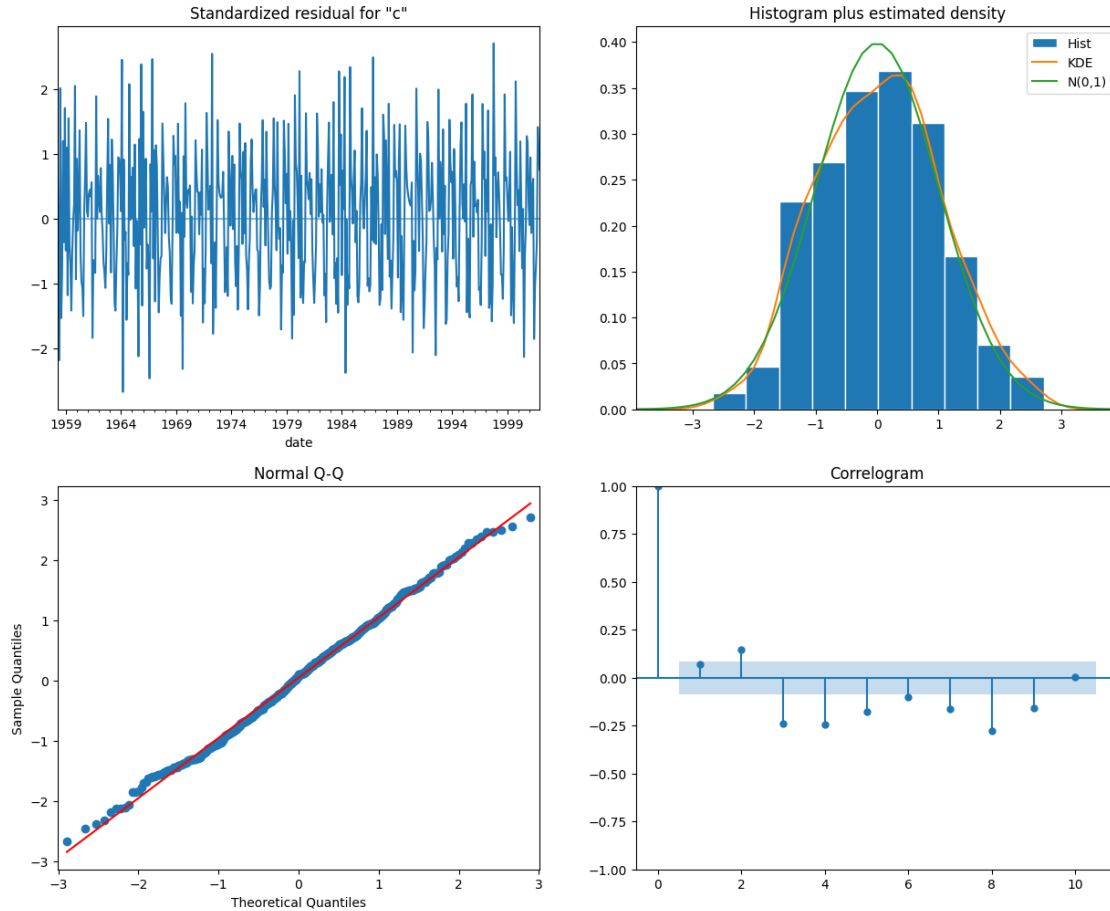 Standardized residual for "c"
2
1
0
−1
−2
1959 1964 1969 1974 1979 1984 1989 1994 1999
date
Histogram plus estimated density
Hist
KDE
N(0,1)
0.40
0.35
0.30
0.25
0.20
0.15
0.10
0.05
0.00
−3 −2 −1 0 1 2 3
Normal Q-Q
Sample Quantiles
3
2
1
0
−1
−2
−3
−3 −2 −1 0 1 2 3
Theoretical Quantiles
Correlogram
1.00
0.75
0.50
0.25
0.00
−0.25
−0.50
−0.75
−1.00
0 2 4 6 8 10